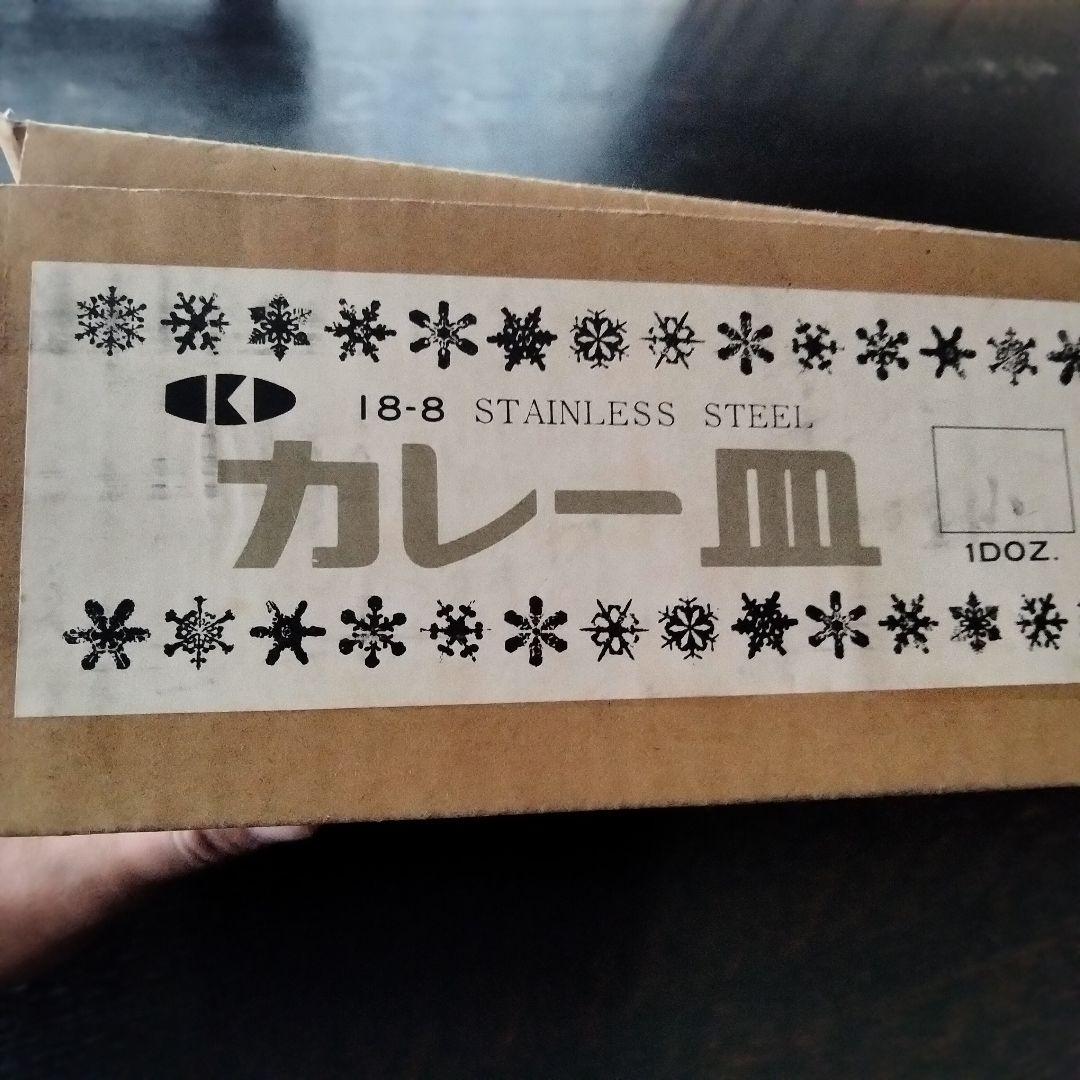 K
18-8 STAINLESS STEEL
カレー皿
1DOZ.